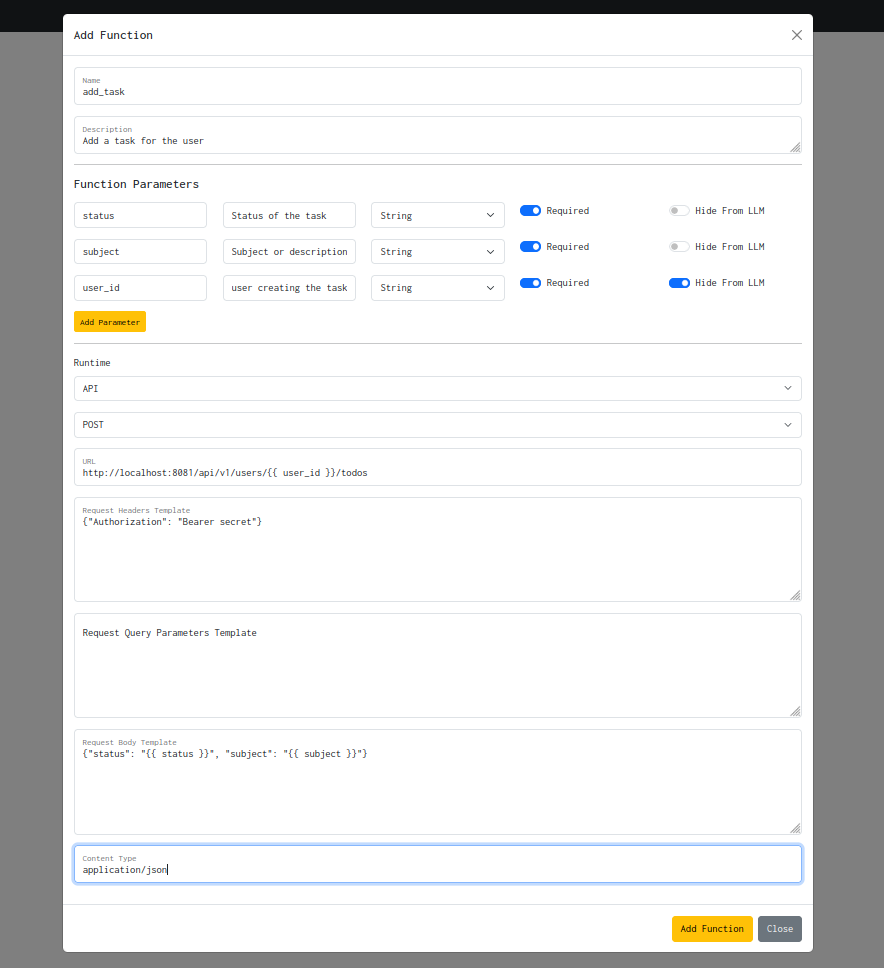 Add Function
Name
add_task
Description
Add a task for the user
Function Parameters
status Status of the task String Required Hide From LLM
subject Subject or description String Required Hide From LLM
user_id user creating the task String Required Hide From LLM
Add Parameter
Runtime
API
POST
URL
http://localhost:8081/api/v1/users/{{ user_id }}/todos
Request Headers Template
{"Authorization": "Bearer secret"}
Request Query Parameters Template
Request Body Template
{"status": "{{ status }}", "subject": "{{ subject }}"}
Content Type
application/json
Add Function Close